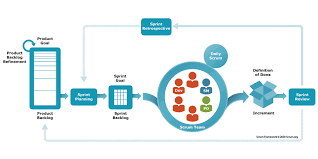 Sprint
Retrospective
Product
Goal
Product
Backlog
Refinement
Daily
Scrum
Sprint
Goal
Definition
of Done
Dev
SM
PO
Sprint
Planning
Sprint
Review
Product
Backlog
Sprint
Backlog
Scrum Team
Increment